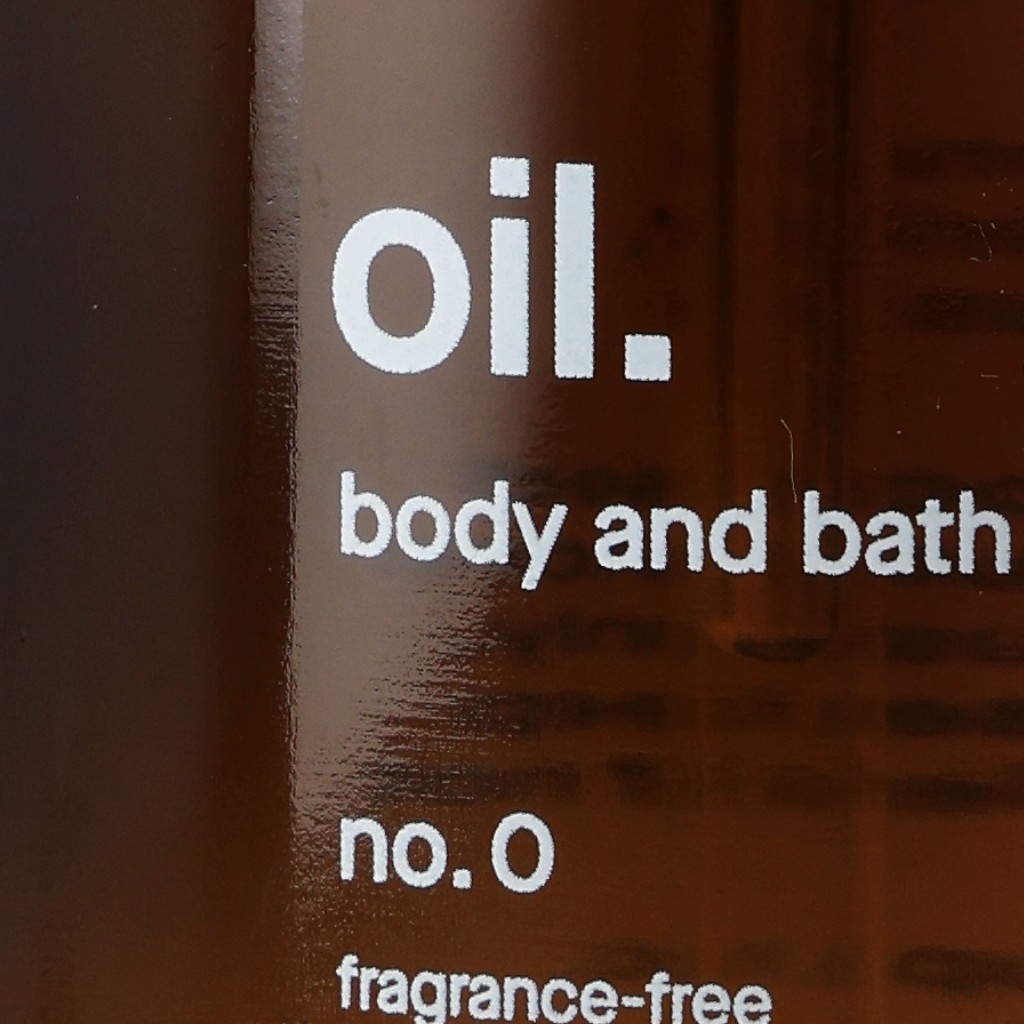 oil.
body and bath
no. 0
fragrance-free